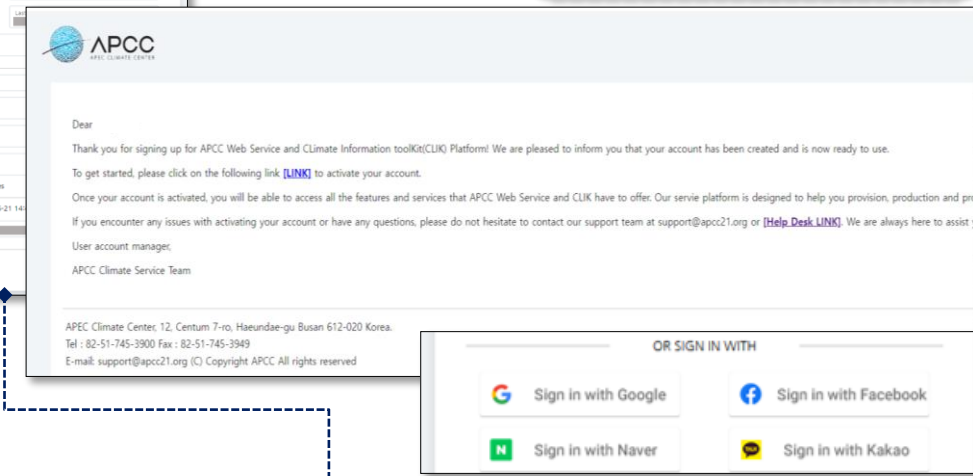 APCC
APEC CLIMATE CENTER
Dear
Thank you for signing up for APCC Web Service and CLimate Information toolKit(CLIK) Platform! We are pleased to inform you that your account has been created and is now ready to use.
To get started, please click on the following link [LINK] to activate your account.
Once your account is activated, you will be able to access all the features and services that APCC Web Service and CLIK have to offer. Our servie platform is designed to help you provision, production and
If you encounter any issues with activating your account or have any questions, please do not hesitate to contact our support team at support@apcc21.org or [Help Desk LINK]. We are always here to assist
User account manager,
APCC Climate Service Team
APEC Climate Center, 12, Centum 7-ro, Haeundae-gu Busan 612-020 Korea.
Tel : 82-51-745-3900 Fax : 82-51-745-3949
E-mail: support@apcc21.org (C) Copyright APCC All rights reserved
OR SIGN IN WITH
Sign in with Google
Sign in with Facebook
N Sign in with Naver
TALK Sign in with Kakao